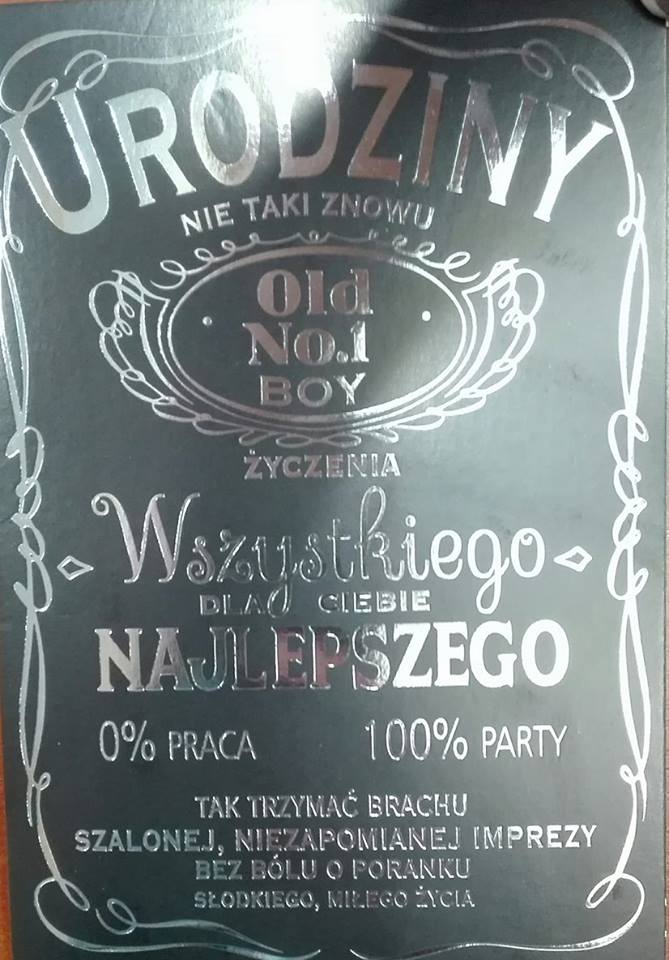 URODZINY
NIE TAKI ZNOWU
Old
No.1
BOY
ŻYCZENIA
Wszystkiego
DLA CIEBIE
NAJLEPSZEGO
0% PRACA 100% PARTY
TAK TRZYMAĆ BRACHU
SZALONEJ, NIEZAPOMIANEJ IMPREZY
BEZ BÓLU O PORANKU
SŁODKIEGO, MIŁEGO ŻYCIA